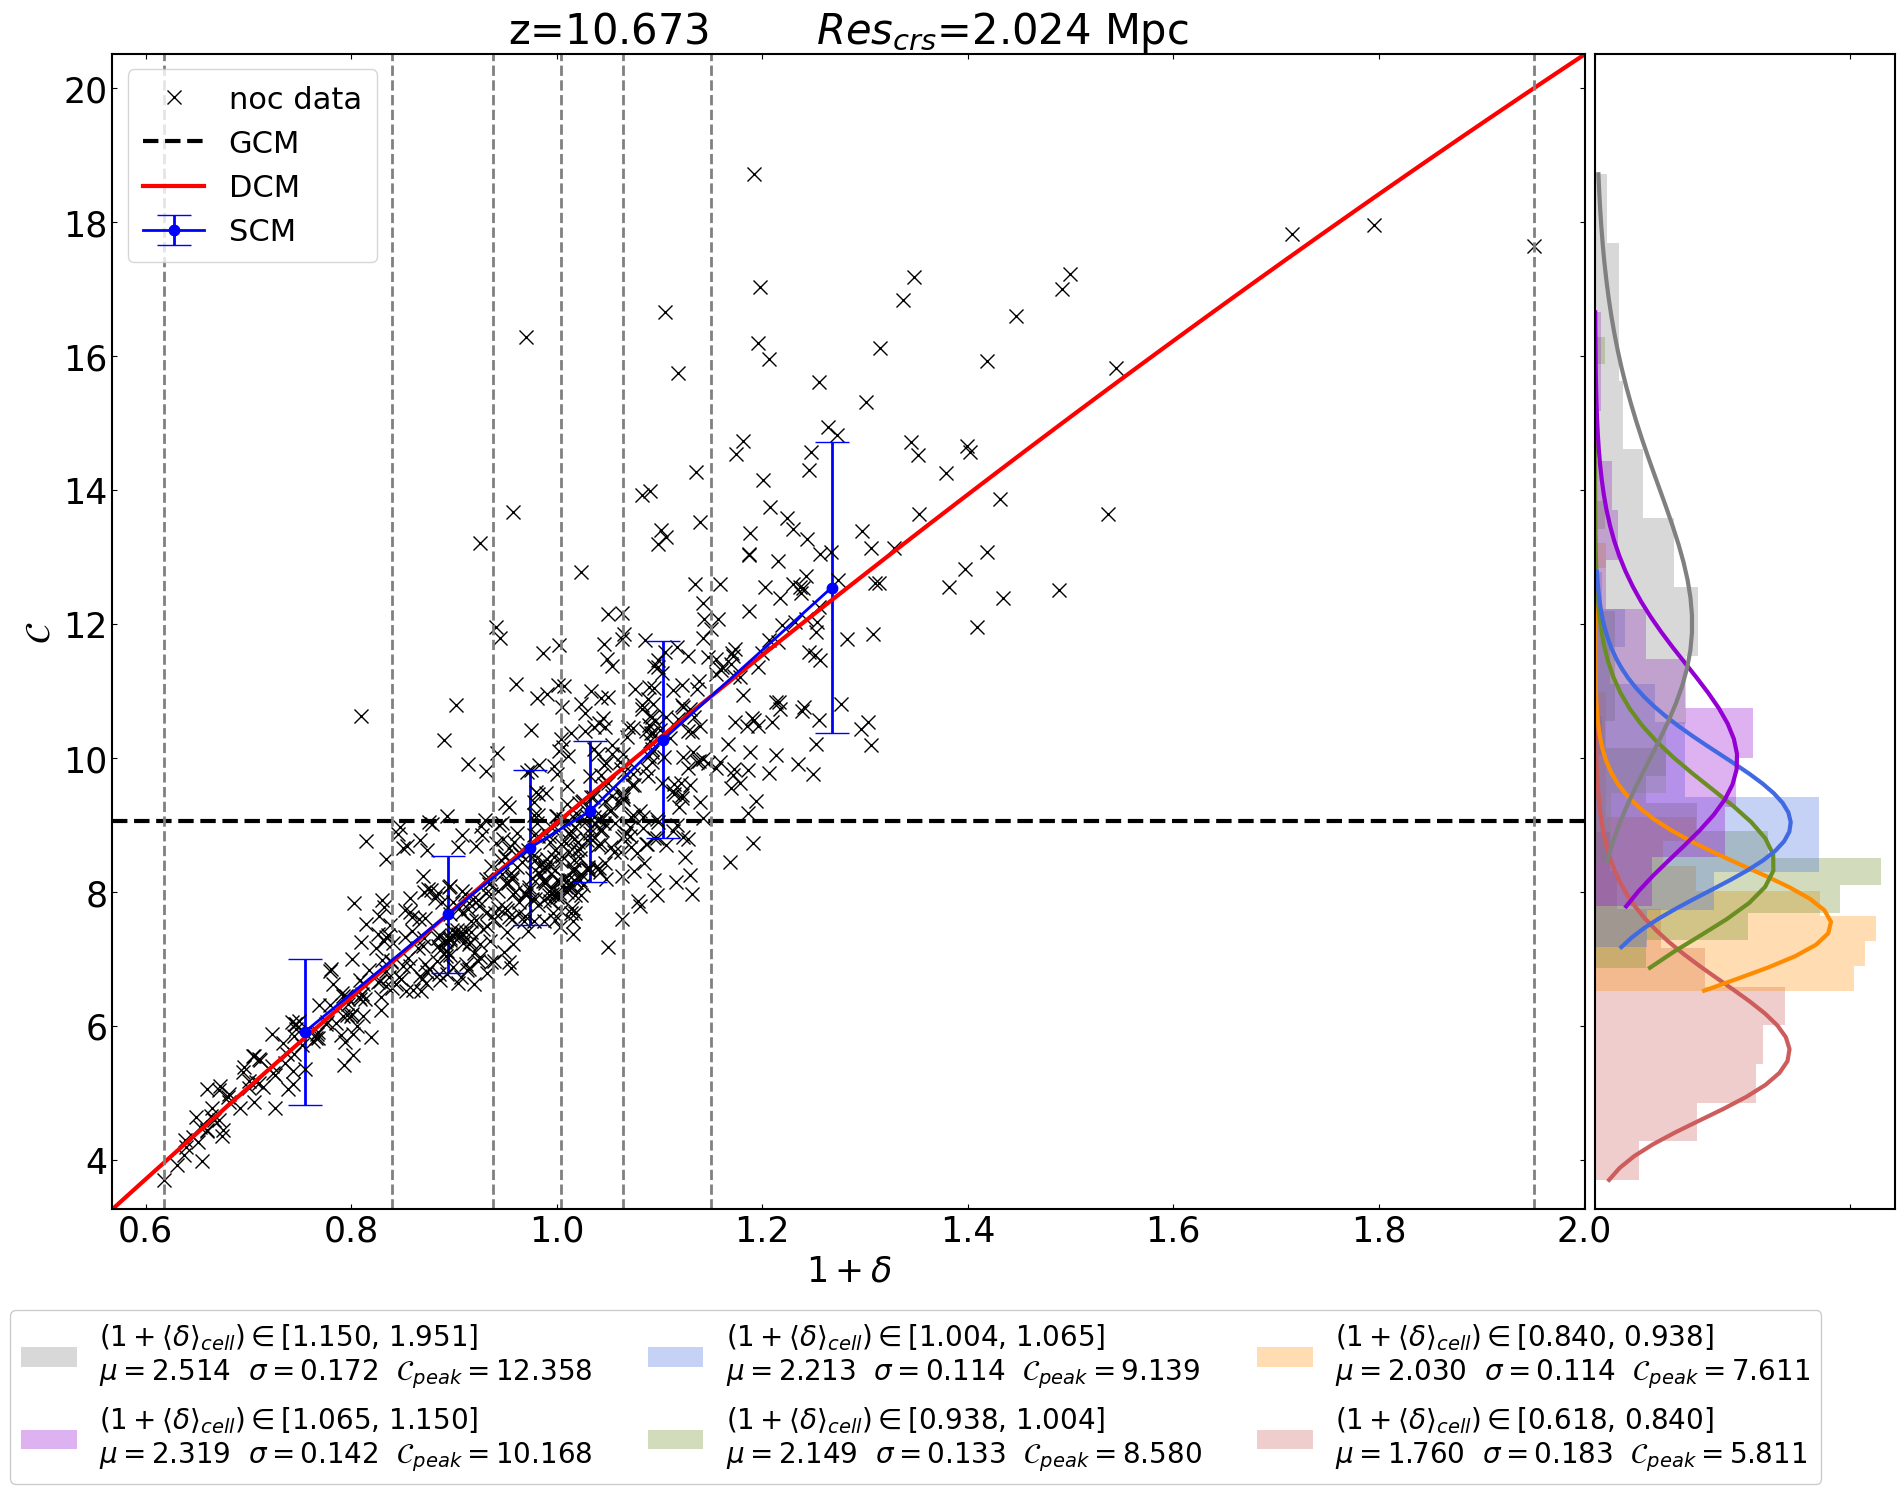 z=10.673 Res_crs=2.024 Mpc
noc data
GCM
DCM
SCM
20
18
16
14
12
10
8
6
4
𝒞
0.6 0.8 1.0 1.2 1.4 1.6 1.8 2.0 0
1 + δ
(1 + ⟨δ⟩_cell) ∈ [1.150, 1.951]
μ = 2.514 σ = 0.172 𝒞_peak = 12.358
(1 + ⟨δ⟩_cell) ∈ [1.065, 1.150]
μ = 2.319 σ = 0.142 𝒞_peak = 10.168
(1 + ⟨δ⟩_cell) ∈ [1.004, 1.065]
μ = 2.213 σ = 0.114 𝒞_peak = 9.139
(1 + ⟨δ⟩_cell) ∈ [0.938, 1.004]
μ = 2.149 σ = 0.133 𝒞_peak = 8.580
(1 + ⟨δ⟩_cell) ∈ [0.840, 0.938]
μ = 2.030 σ = 0.114 𝒞_peak = 7.611
(1 + ⟨δ⟩_cell) ∈ [0.618, 0.840]
μ = 1.760 σ = 0.183 𝒞_peak = 5.811